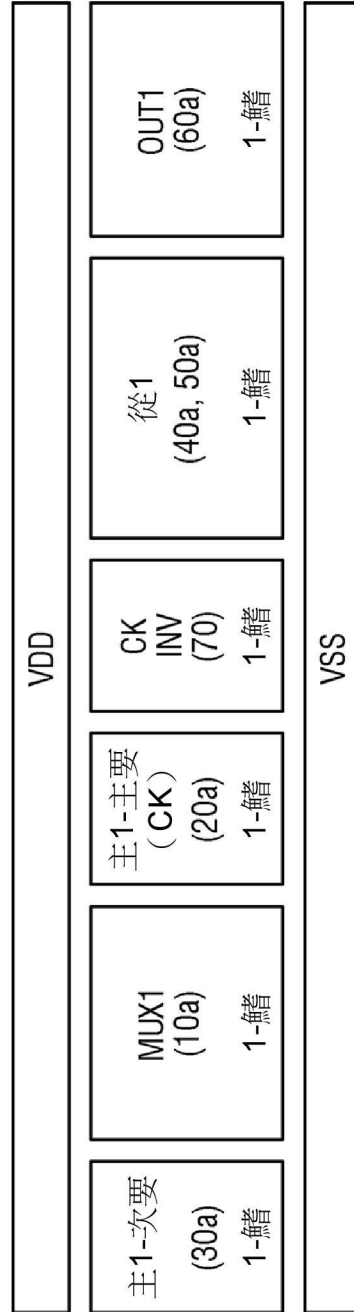 VDD
主1-次要
(30a)
1-鰭
MUX1
(10a)
1-鰭
主1-主要
（CK）
(20a)
1-鰭
CK
INV
(70)
1-鰭
從1
(40a, 50a)
1-鰭
OUT1
(60a)
1-鰭
VSS